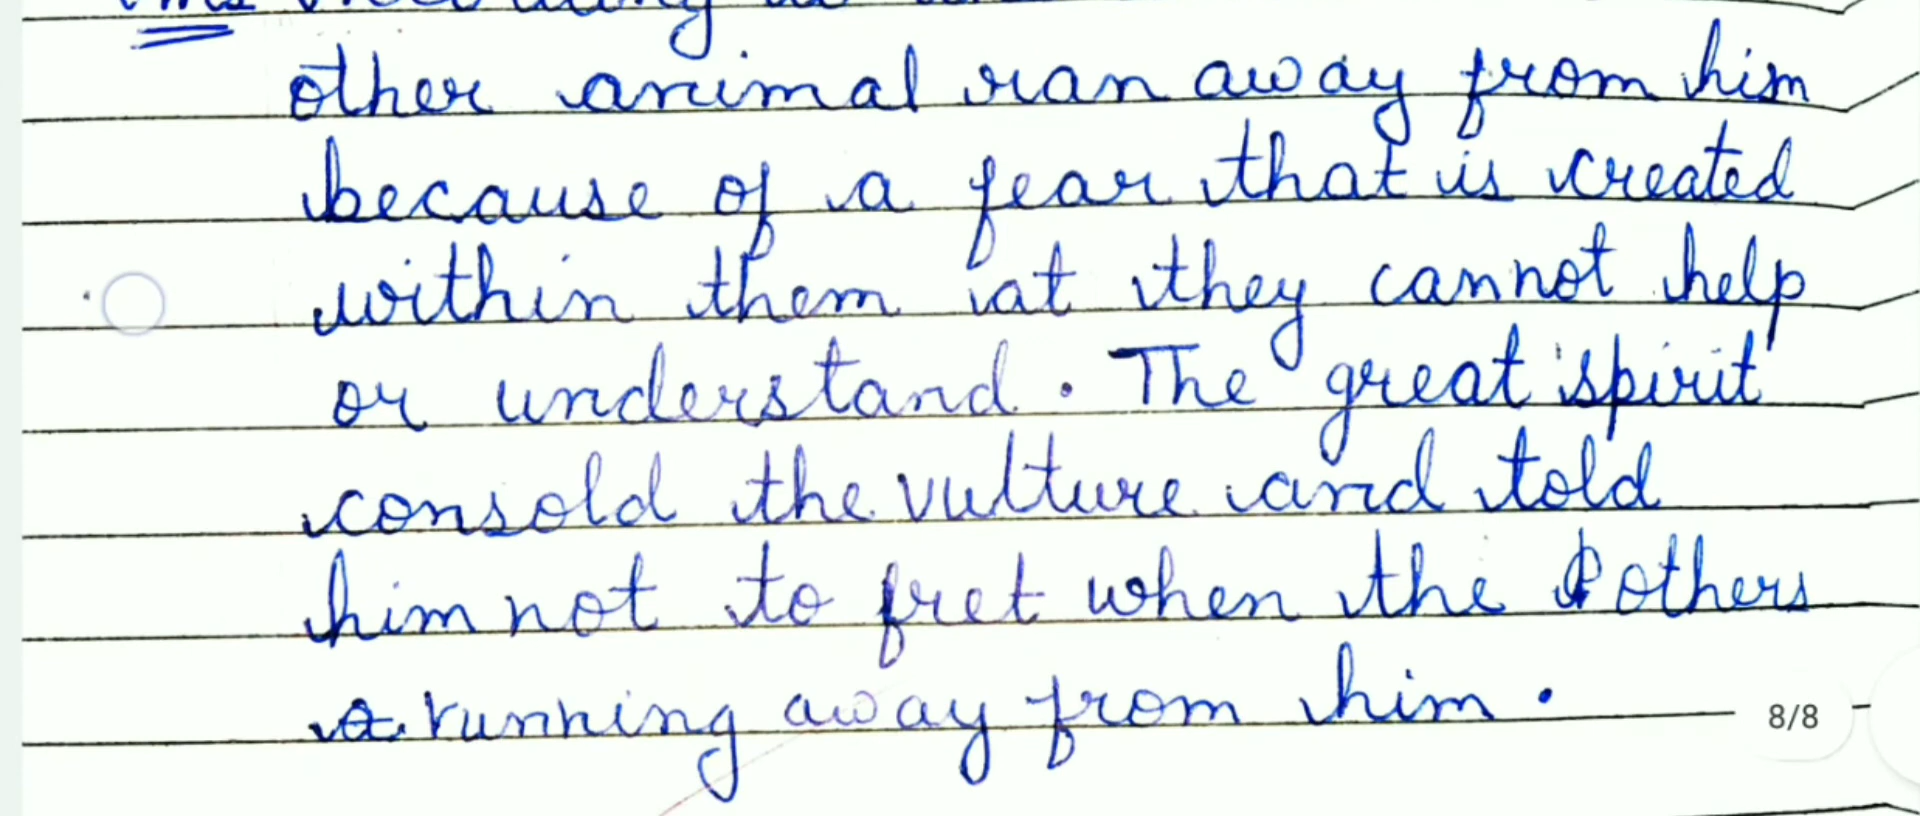 other animal ran away from him
because of a fear that is created
within them at they cannot help
or understand. The great spirit
consold the vulture and told
him not to fret when the others
running away from him.
8/8